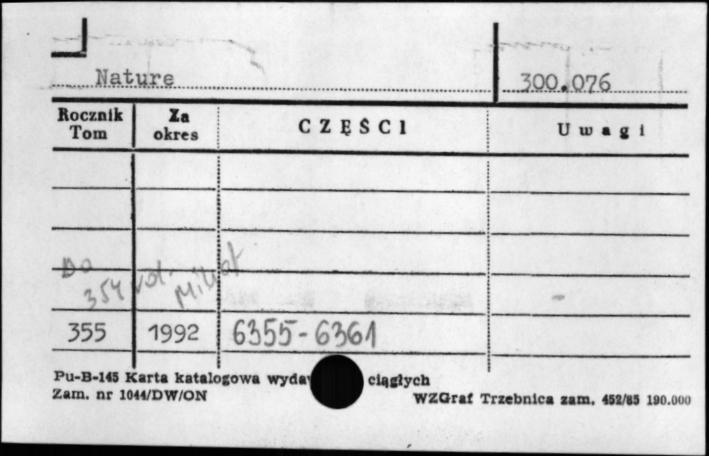 Nature 300.076
Rocznik Tom Za okres CZĘŚCI Uwagi
Do
354 vol.
355 1992 6355-6361
Pu-B-145 Karta katalogowa wyda ciągłych
Zam. nr 1044/DW/ON
WZGraf Trzebnica zam. 452/85 190.000